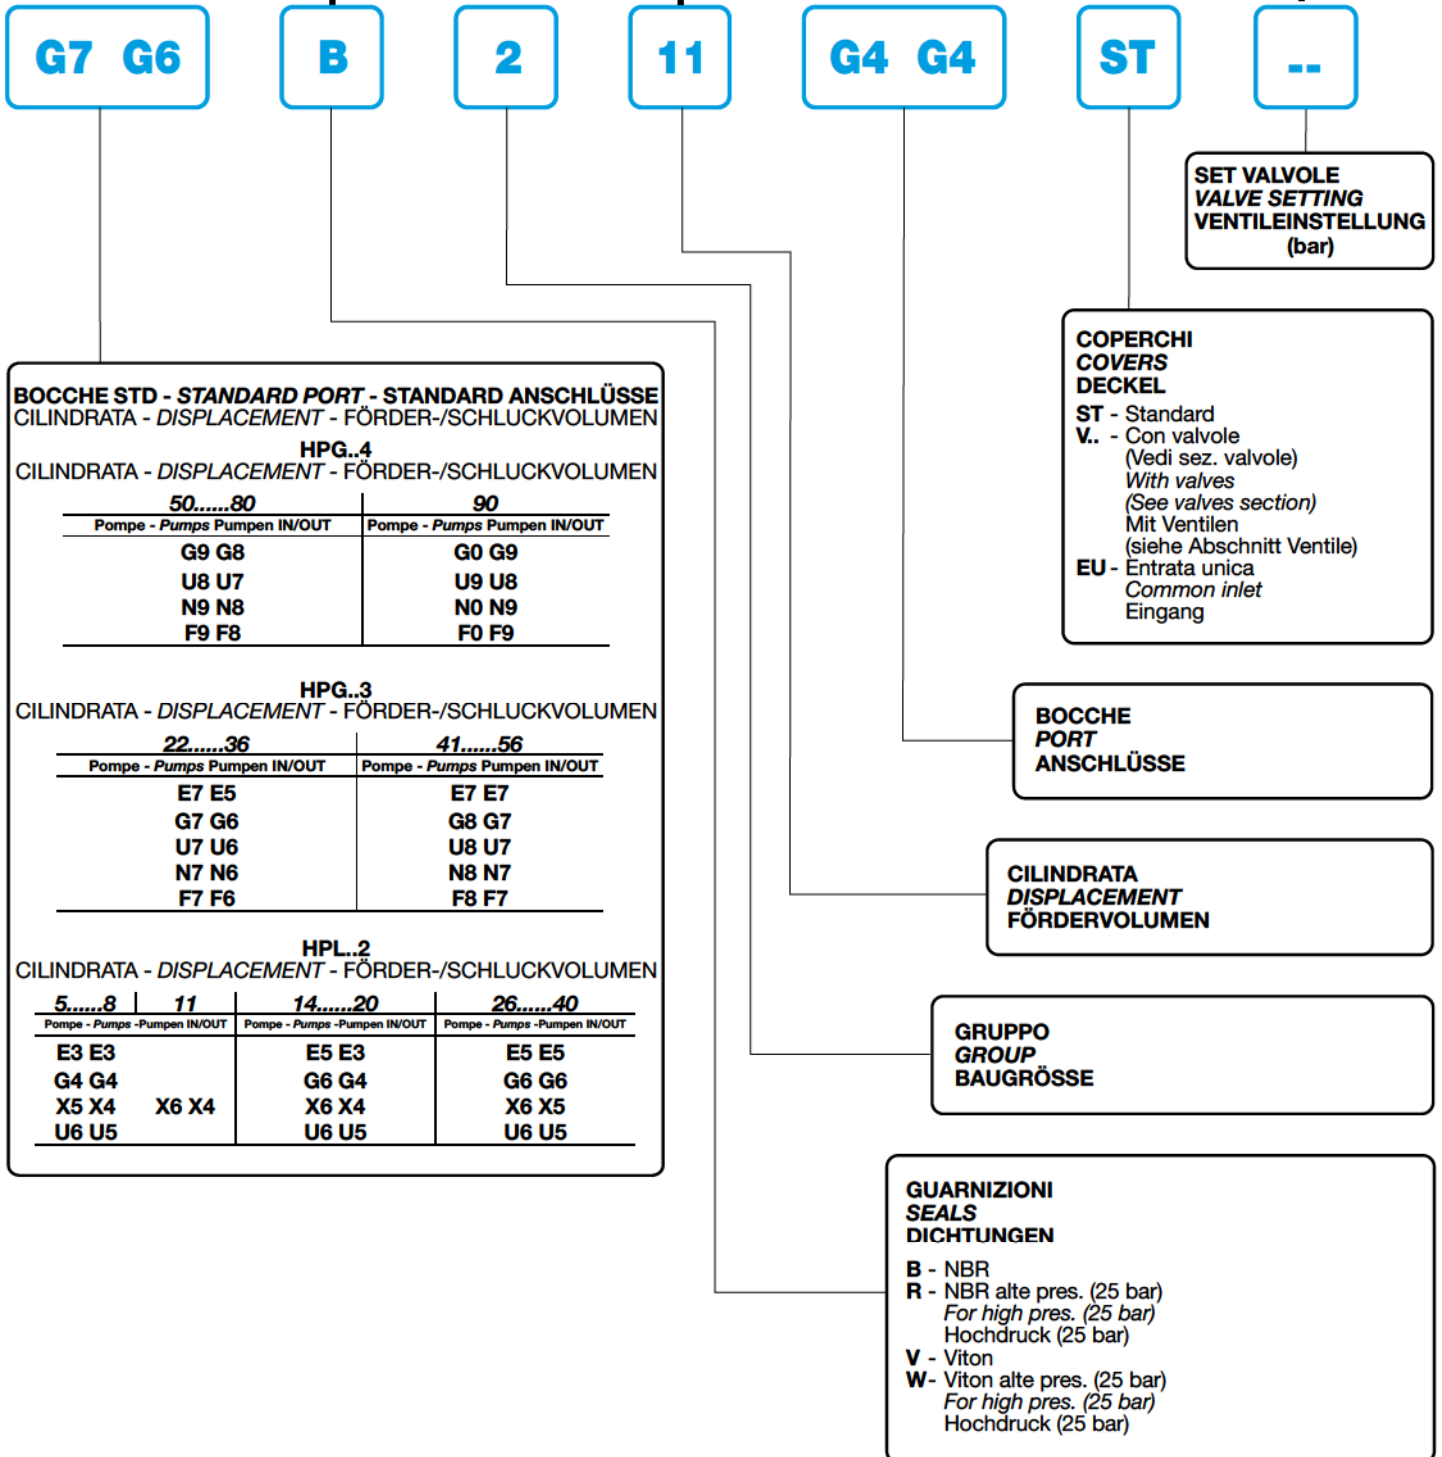 G7 G6 B 2 11 G4 G4 ST --
SET VALVOLE
VALVE SETTING
VENTILEINSTELLUNG
(bar)
COPERCHI
COVERS
DECKEL
ST - Standard
V.. - Con valvole
(Vedi sez. valvole)
With valves
(See valves section)
Mit Ventilen
(siehe Abschnitt Ventile)
EU - Entrata unica
Common inlet
Eingang
BOCCHE STD - STANDARD PORT - STANDARD ANSCHLÜSSE
CILINDRATA - DISPLACEMENT - FÖRDER-/SCHLUCKVOLUMEN
HPG..4
CILINDRATA - DISPLACEMENT - FÖRDER-/SCHLUCKVOLUMEN
50......80 90
Pompe - Pumps Pumpen IN/OUT Pompe - Pumps Pumpen IN/OUT
G9 G8 G0 G9
U8 U7 U9 U8
N9 N8 N0 N9
F9 F8 F0 F9
HPG..3
CILINDRATA - DISPLACEMENT - FÖRDER-/SCHLUCKVOLUMEN
22......36 41......56
Pompe - Pumps Pumpen IN/OUT Pompe - Pumps Pumpen IN/OUT
E7 E5 E7 E7
G7 G6 G8 G7
U7 U6 U8 U7
N7 N6 N8 N7
F7 F6 F8 F7
HPL..2
CILINDRATA - DISPLACEMENT - FÖRDER-/SCHLUCKVOLUMEN
5......8 11 14......20 26......40
Pompe - Pumps -Pumpen IN/OUT Pompe - Pumps -Pumpen IN/OUT Pompe - Pumps -Pumpen IN/OUT
E3 E3 E5 E3 E5 E5
G4 G4 G6 G4 G6 G6
X5 X4 X6 X4 X6 X4 X6 X5
U6 U5 U6 U5 U6 U5
BOCCHE
PORT
ANSCHLÜSSE
CILINDRATA
DISPLACEMENT
FÖRDERVOLUMEN
GRUPPO
GROUP
BAUGRÖSSE
GUARNIZIONI
SEALS
DICHTUNGEN
B - NBR
R - NBR alte pres. (25 bar)
For high pres. (25 bar)
Hochdruck (25 bar)
V - Viton
W- Viton alte pres. (25 bar)
For high pres. (25 bar)
Hochdruck (25 bar)